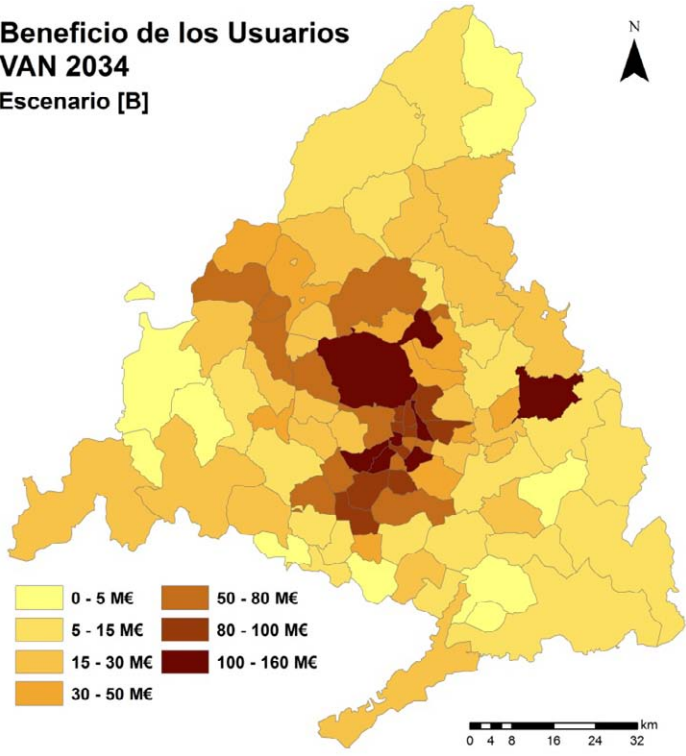 Beneficio de los Usuarios
VAN 2034
Escenario [B]
N
0 - 5 M€
5 - 15 M€
15 - 30 M€
30 - 50 M€
50 - 80 M€
80 - 100 M€
100 - 160 M€
km
0 4 8 16 24 32